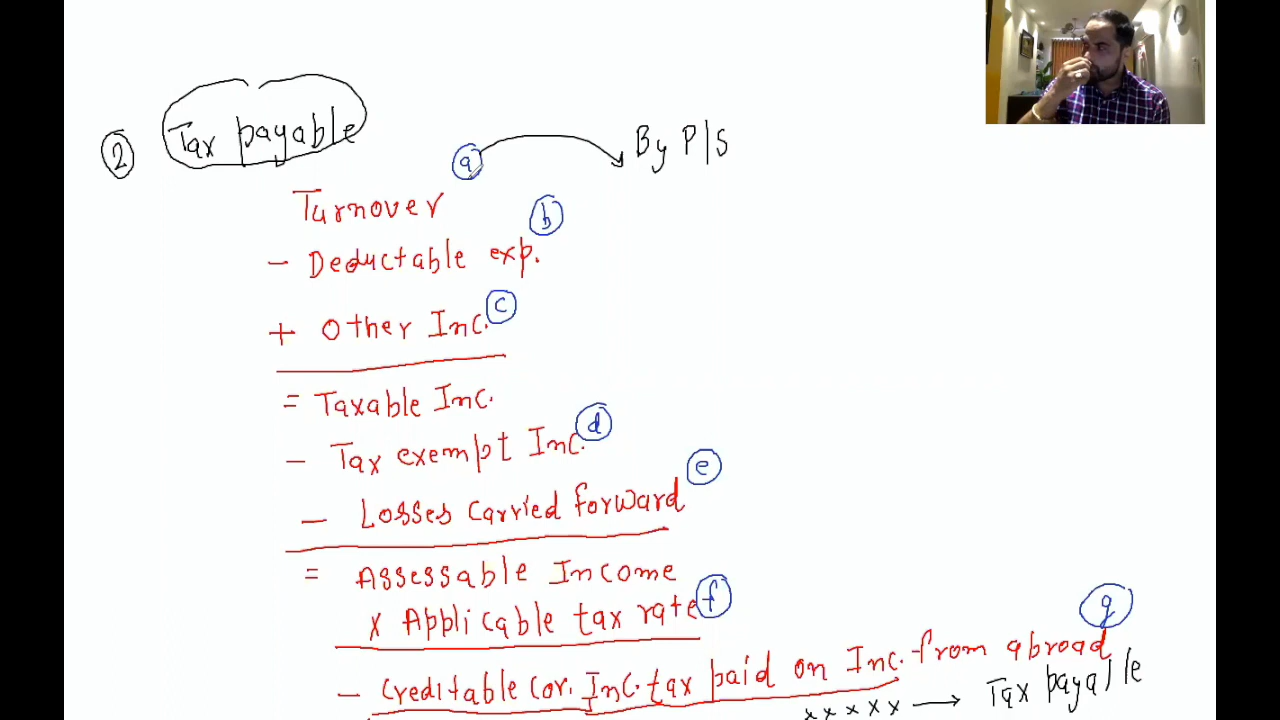 ② Tax payable
ⓐ By P|S
Turnover
- Deductable exp. ⓑ
+ Other Inc. ⓒ
= Taxable Inc.
- Tax exempt Inc. ⓓ
- Losses carried forward ⓔ
= Assessable Income
x Applicable tax rate ⓕ
- Creditable cor. Inc. tax paid on Inc. from abroad ⓖ
x x x x x → Tax payable